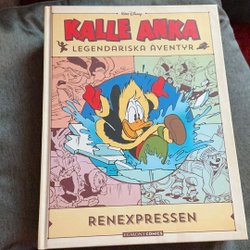 Walt Disney
KALLE ANKA
LEGENDARISKA ÄVENTYR
RENEXPRESSEN
EGMONT COMICS